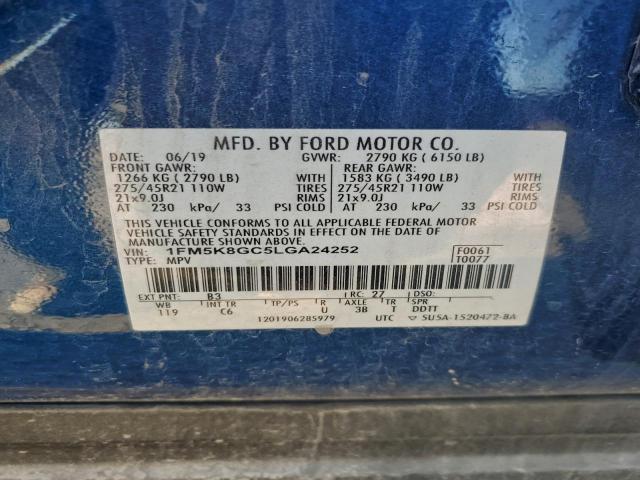 MFD. BY FORD MOTOR CO.
DATE: 06/19 GVWR: 2790 KG ( 6150 LB)
FRONT GAWR: REAR GAWR:
1266 KG ( 2790 LB) WITH 1583 KG ( 3490 LB) WITH
275/45R21 110W TIRES 275/45R21 110W TIRES
21x9.0J RIMS 21x9.0J RIMS
AT 230 kPa/ 33 PSI COLD AT 230 kPa/ 33 PSI COLD
THIS VEHICLE CONFORMS TO ALL APPLICABLE FEDERAL MOTOR
VEHICLE SAFETY STANDARDS IN EFFECT ON THE DATE OF
MANUFACTURE SHOWN ABOVE.
VIN: 1FM5K8GC5LGA24252 F0061
TYPE: MPV T0077
EXT PNT: B3 RC: 27
WB INT TR TP/PS R AXLE TR SPR
119 C6 U 3B T DDTT
1201906285979 UTC ▽ SU5A-1520472-BA